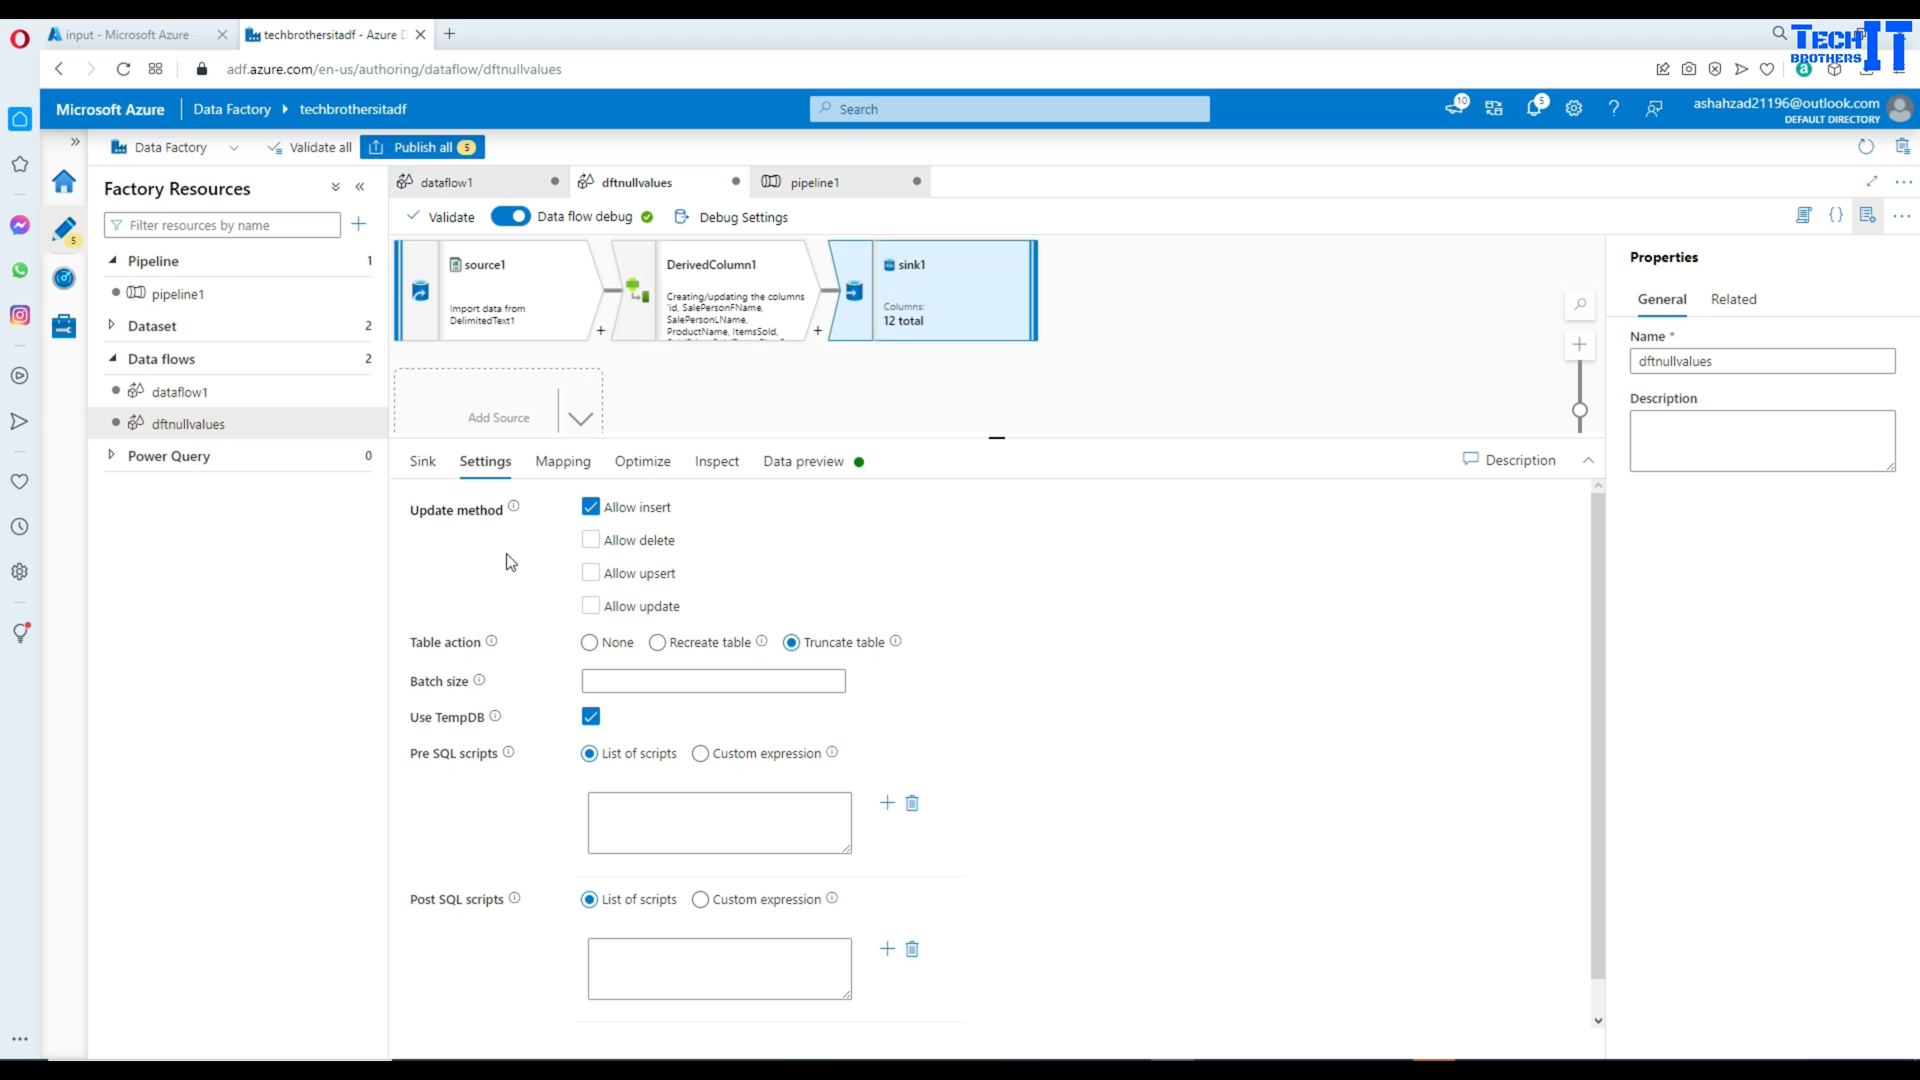 input - Microsoft Azure
techbrothersitadf - Azure D
TECH
BROTHERS
IT
adf.azure.com/en-us/authoring/dataflow/dftnullvalues
Microsoft Azure
Data Factory
techbrothersitadf
Search
10
5
?
ashahzad21196@outlook.com
DEFAULT DIRECTORY
Data Factory
Validate all
Publish all 5
Factory Resources
dataflow1
dftnullvalues
pipeline1
Filter resources by name
5
Validate
Data flow debug
Debug Settings
Pipeline 1
pipeline1
Dataset 2
Data flows 2
dataflow1
dftnullvalues
Power Query 0
source1
Import data from
DelimitedText1
DerivedColumn1
Creating/updating the columns
'id, SalePersonFName,
SalePersonLName,
ProductName, ItemsSold,
sink1
Columns:
12 total
Add Source
Properties
General
Related
Name *
dftnullvalues
Description
Sink
Settings
Mapping
Optimize
Inspect
Data preview
Description
Update method
Allow insert
Allow delete
Allow upsert
Allow update
Table action
None
Recreate table
Truncate table
Batch size
Use TempDB
Pre SQL scripts
List of scripts
Custom expression
Post SQL scripts
List of scripts
Custom expression